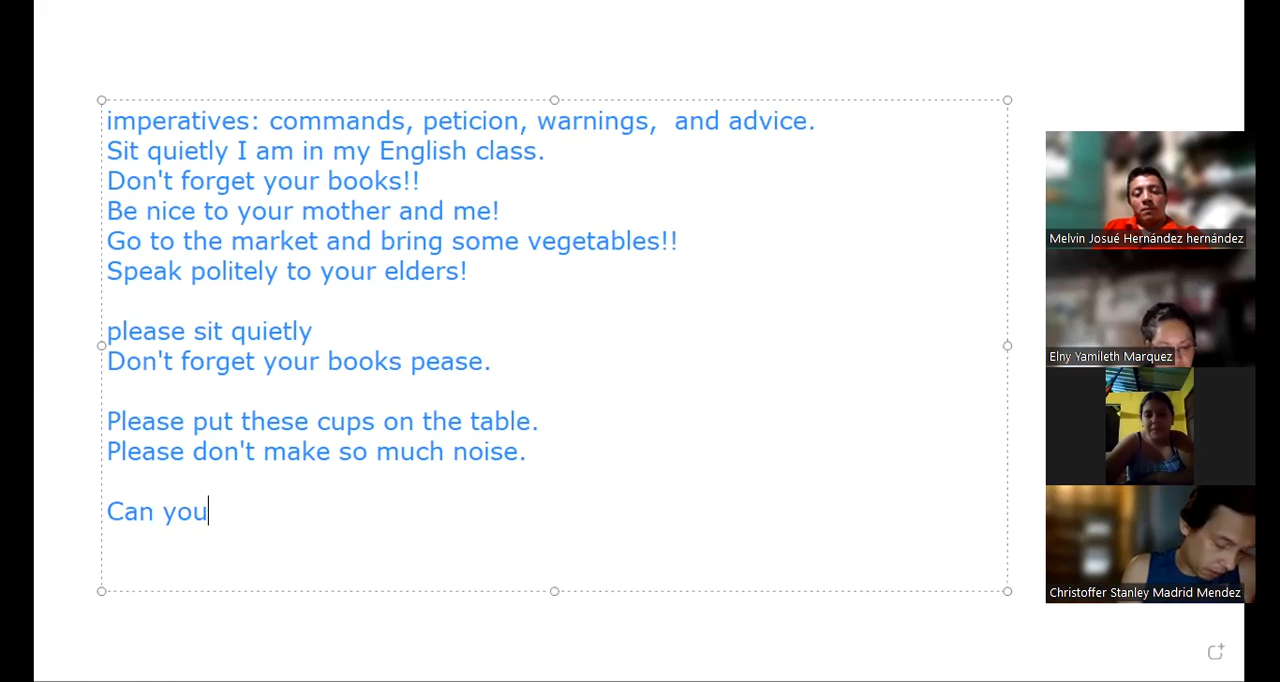 imperatives: commands, peticion, warnings,  and advice.
Sit quietly I am in my English class.
Don't forget your books!!
Be nice to your mother and me!
Go to the market and bring some vegetables!!
Speak politely to your elders!
please sit quietly
Don't forget your books pease.
Please put these cups on the table.
Please don't make so much noise.
Can you
Melvin Josué Hernández hernández
Elny Yamileth Marquez
Christoffer Stanley Madrid Mendez